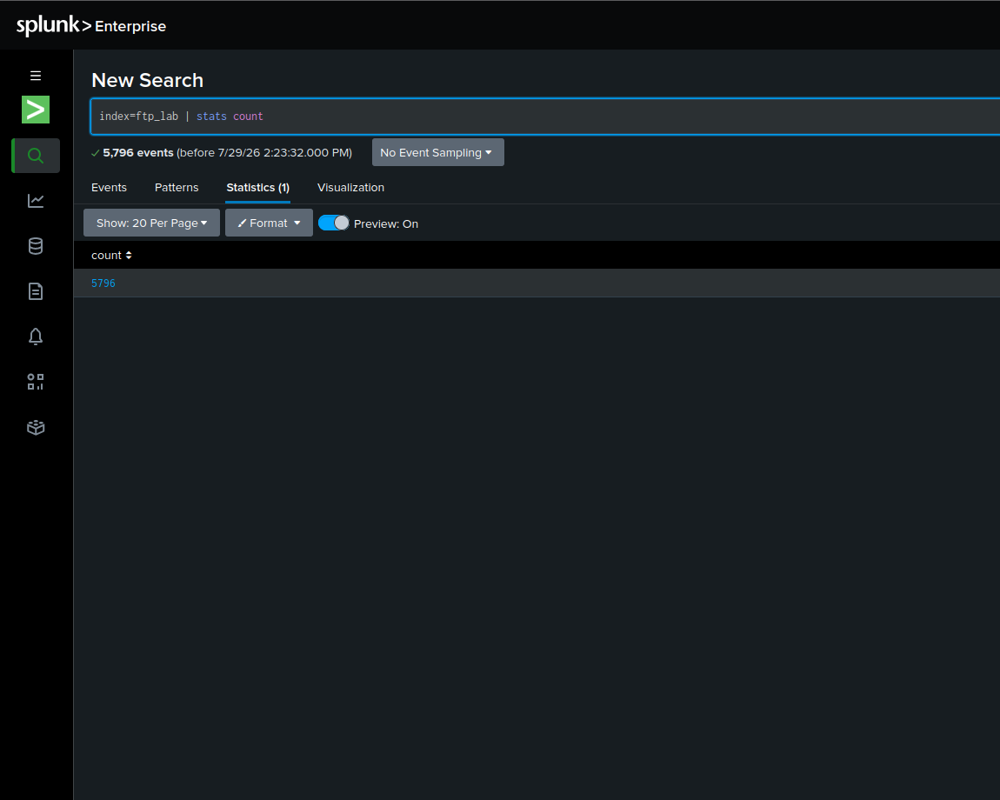 splunk> Enterprise
New Search
index=ftp_lab | stats count
5,796 events (before 7/29/26 2:23:32.000 PM)
No Event Sampling
Events
Patterns
Statistics (1)
Visualization
Show: 20 Per Page
Format
Preview: On
count
5796